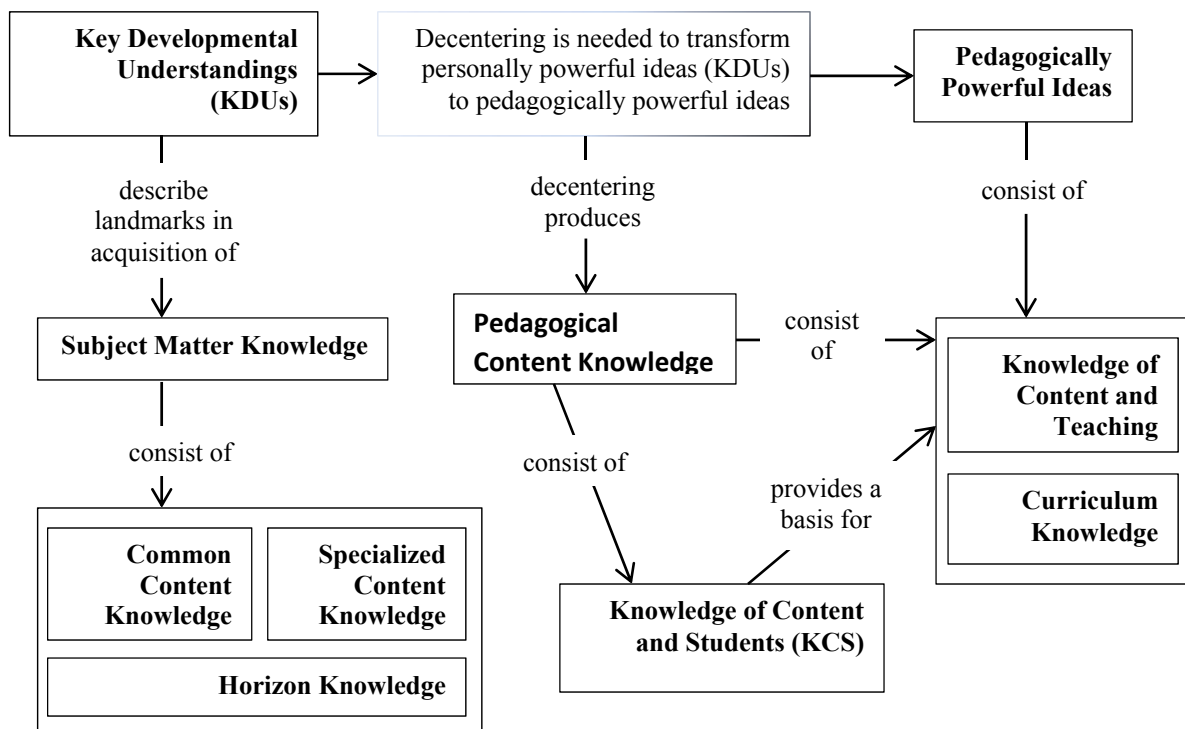 Key Developmental
Understandings
(KDUs)
Decentering is needed to transform
personally powerful ideas (KDUs)
to pedagogically powerful ideas
Pedagogically
Powerful Ideas
describe
landmarks in
acquisition of
decentering
produces
consist of
Subject Matter Knowledge
Pedagogical
Content Knowledge
consist
of
Knowledge of
Content and
Teaching
Curriculum
Knowledge
consist of
consist of
provides a
basis for
Common
Content
Knowledge
Specialized
Content
Knowledge
Horizon Knowledge
Knowledge of Content
and Students (KCS)